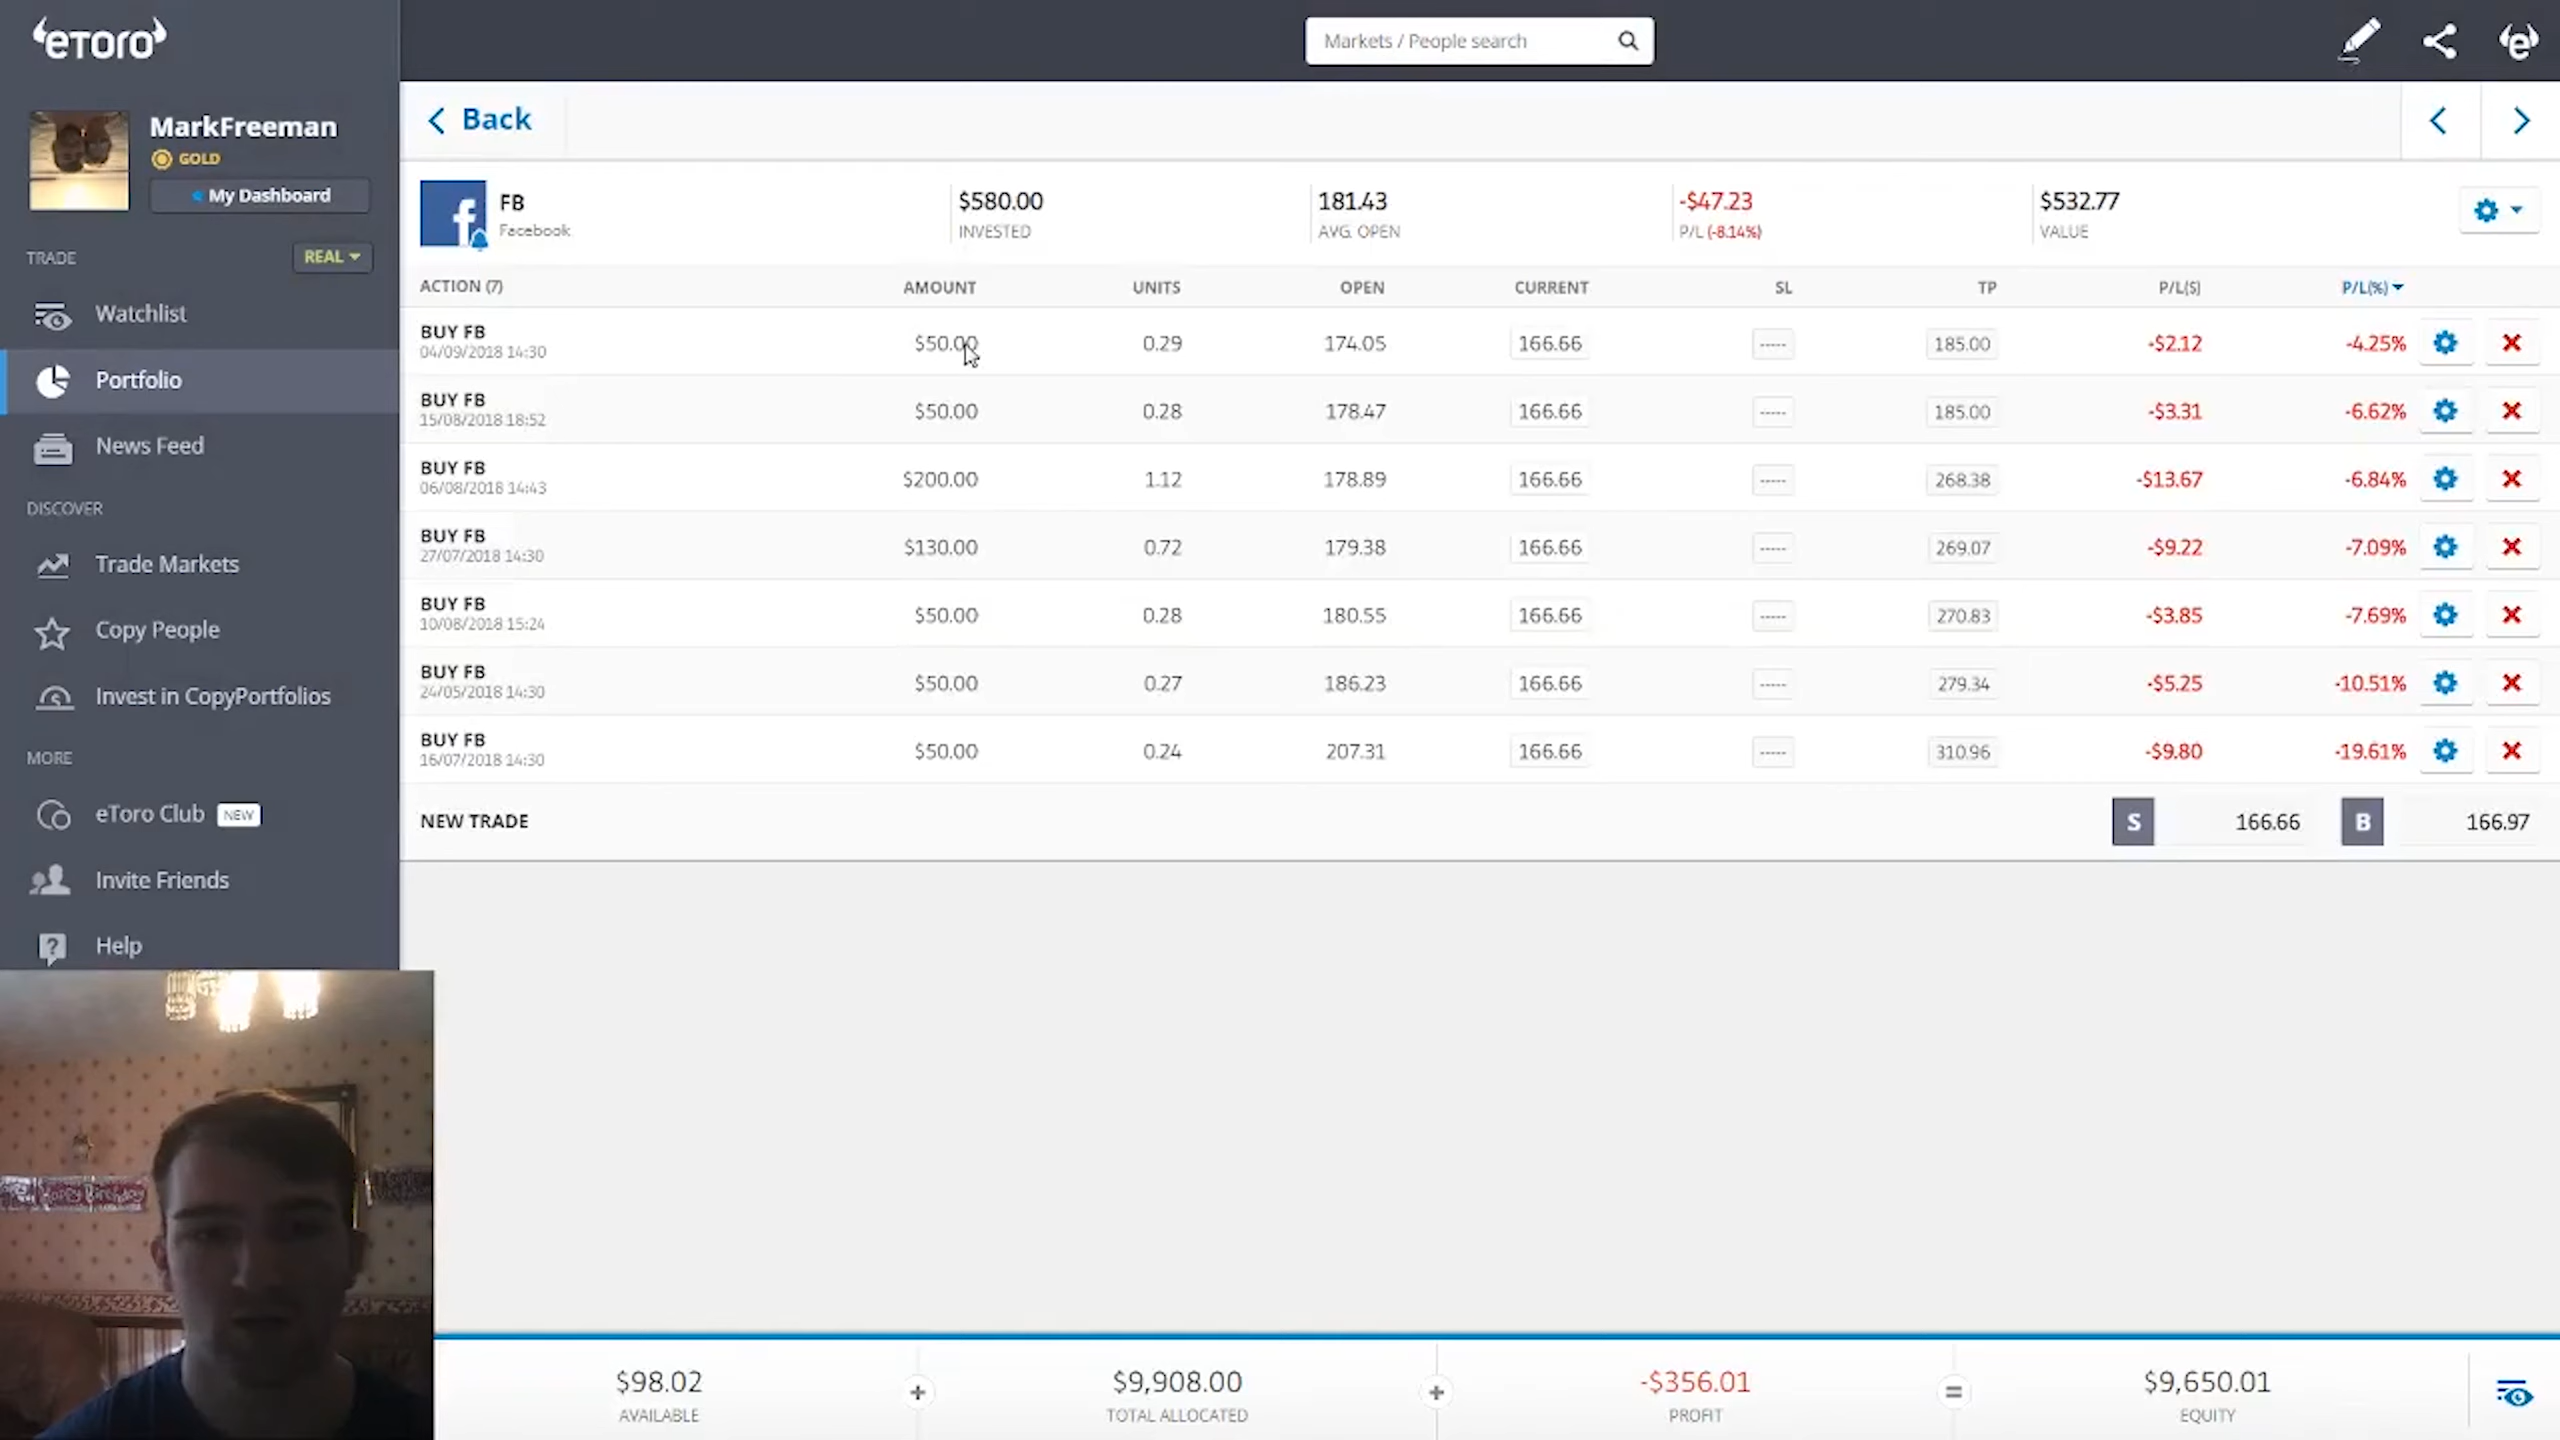 eToro
Markets / People search
MarkFreeman
GOLD
My Dashboard
TRADE
REAL
Watchlist
Portfolio
News Feed
DISCOVER
Trade Markets
Copy People
Invest in CopyPortfolios
MORE
eToro Club NEW
Invite Friends
Help
Back
FB
Facebook
$580.00
INVESTED
181.43
AVG. OPEN
-$47.23
P/L (-8.14%)
$532.77
VALUE
ACTION (7) AMOUNT UNITS OPEN CURRENT SL TP P/L($) P/L(%)
BUY FB
04/09/2018 14:30
$50.00 0.29 174.05 166.66 ----- 185.00 -$2.12 -4.25%
BUY FB
15/08/2018 18:52
$50.00 0.28 178.47 166.66 ----- 185.00 -$3.31 -6.62%
BUY FB
06/08/2018 14:43
$200.00 1.12 178.89 166.66 ----- 268.38 -$13.67 -6.84%
BUY FB
27/07/2018 14:30
$130.00 0.72 179.38 166.66 ----- 269.07 -$9.22 -7.09%
BUY FB
10/08/2018 15:24
$50.00 0.28 180.55 166.66 ----- 270.83 -$3.85 -7.69%
BUY FB
24/05/2018 14:30
$50.00 0.27 186.23 166.66 ----- 279.34 -$5.25 -10.51%
BUY FB
16/07/2018 14:30
$50.00 0.24 207.31 166.66 ----- 310.96 -$9.80 -19.61%
NEW TRADE S 166.66 B 166.97
Happy Birthday
$98.02 + $9,908.00 + -$356.01 = $9,650.01
AVAILABLE TOTAL ALLOCATED PROFIT EQUITY